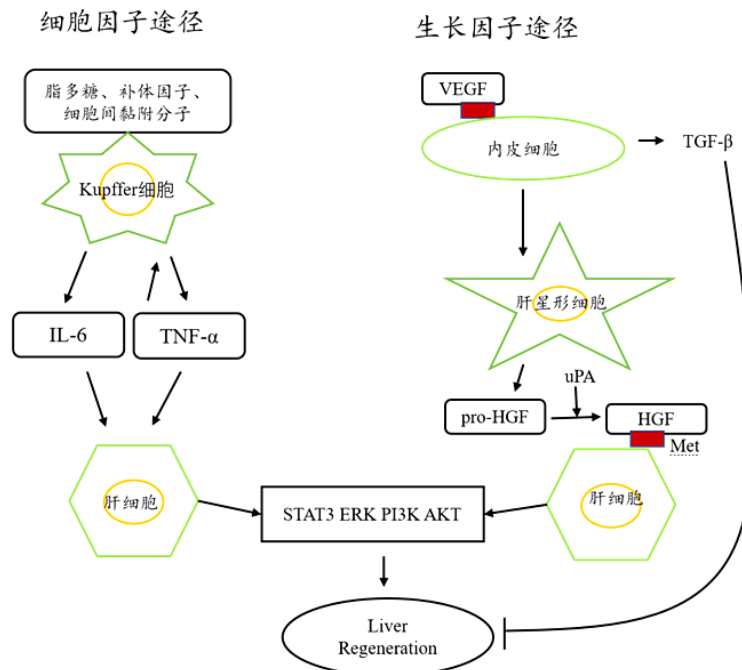 细胞因子途径
生长因子途径
脂多糖、补体因子、
细胞间黏附分子
Kupffer细胞
IL-6
TNF-α
肝细胞
VEGF
内皮细胞
TGF-β
肝星形细胞
uPA
pro-HGF
HGF
Met
肝细胞
STAT3 ERK PI3K AKT
Liver
Regeneration